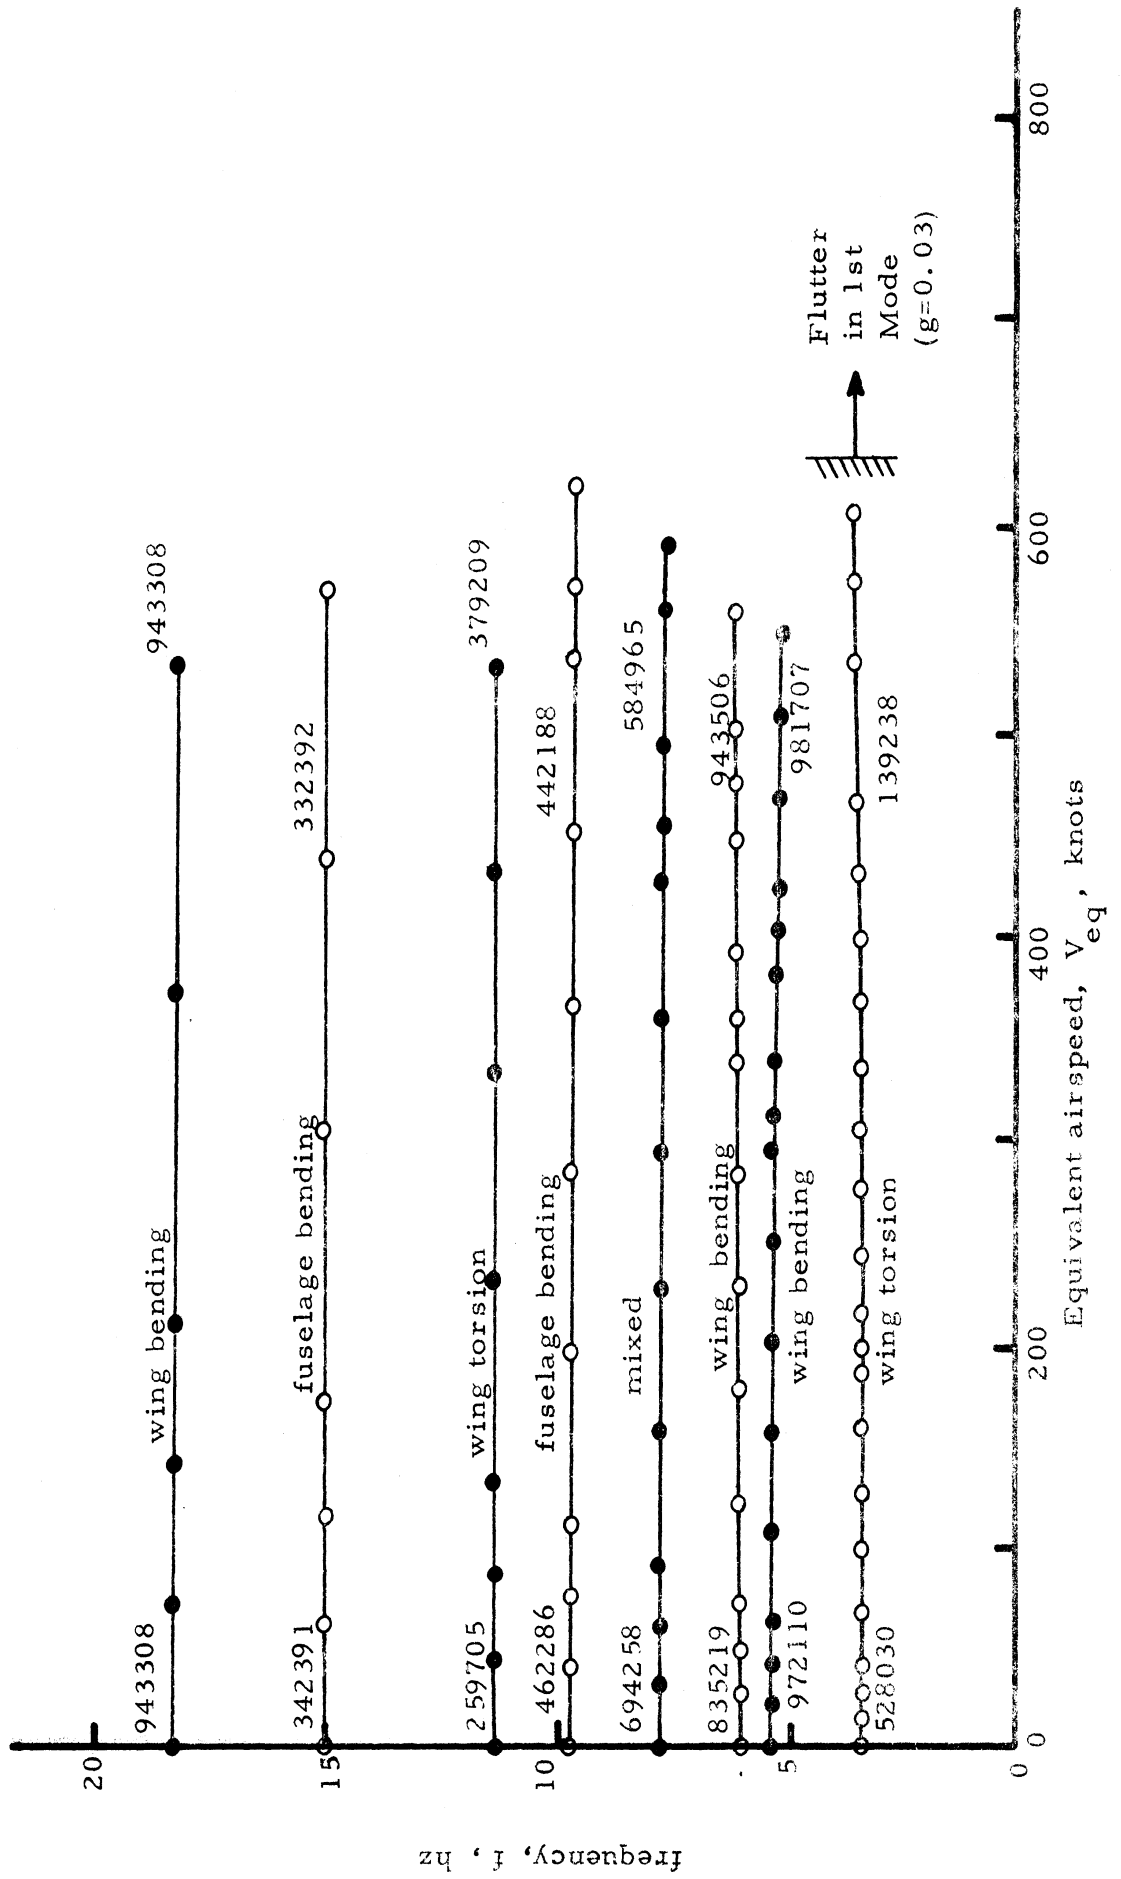 20
15
10
5
0
frequency, f, hz
943308
wing bending
943308
342391
fuselage bending
332392
259705
wing torsion
379209
462286
fuselage bending
442188
694258
mixed
584965
835219
wing bending
943506
972110
wing bending
981707
528030
wing torsion
139238
Flutter
in 1st
Mode
(g=0.03)
0
200
400
600
800
Equivalent airspeed, Veq, knots